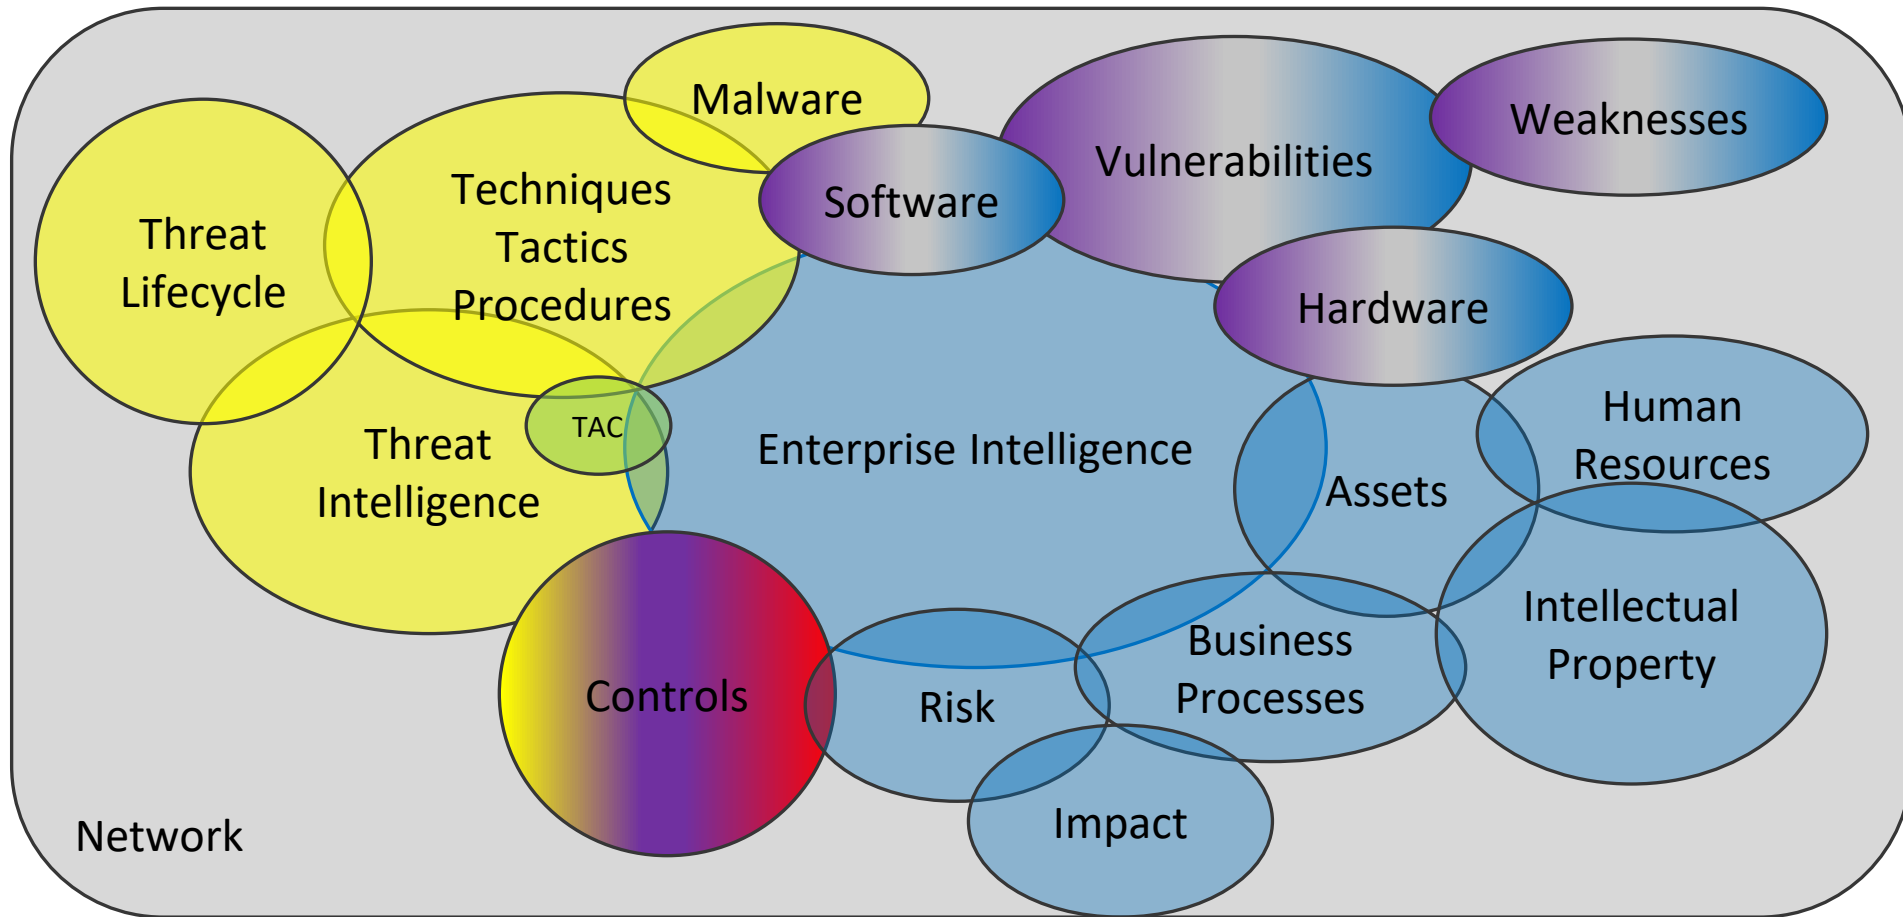 Malware
Weaknesses
Vulnerabilities
Techniques
Tactics
Procedures
Software
Threat
Lifecycle
Hardware
Human
Resources
TAC
Threat
Intelligence
Enterprise Intelligence
Assets
Intellectual
Property
Business
Processes
Controls
Risk
Impact
Network